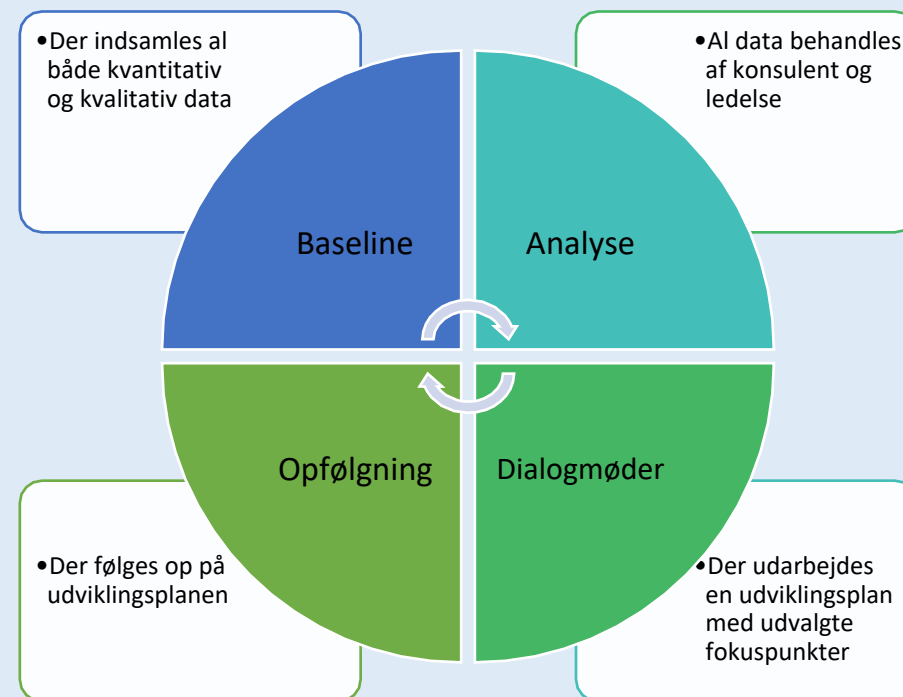 •Der indsamles al
både kvantitativ
og kvalitativ data
•Al data behandles
af konsulent og
ledelse
Baseline
Analyse
Opfølgning
Dialogmøder
•Der følges op på
udviklingsplanen
•Der udarbejdes
en udviklingsplan
med udvalgte
fokuspunkter